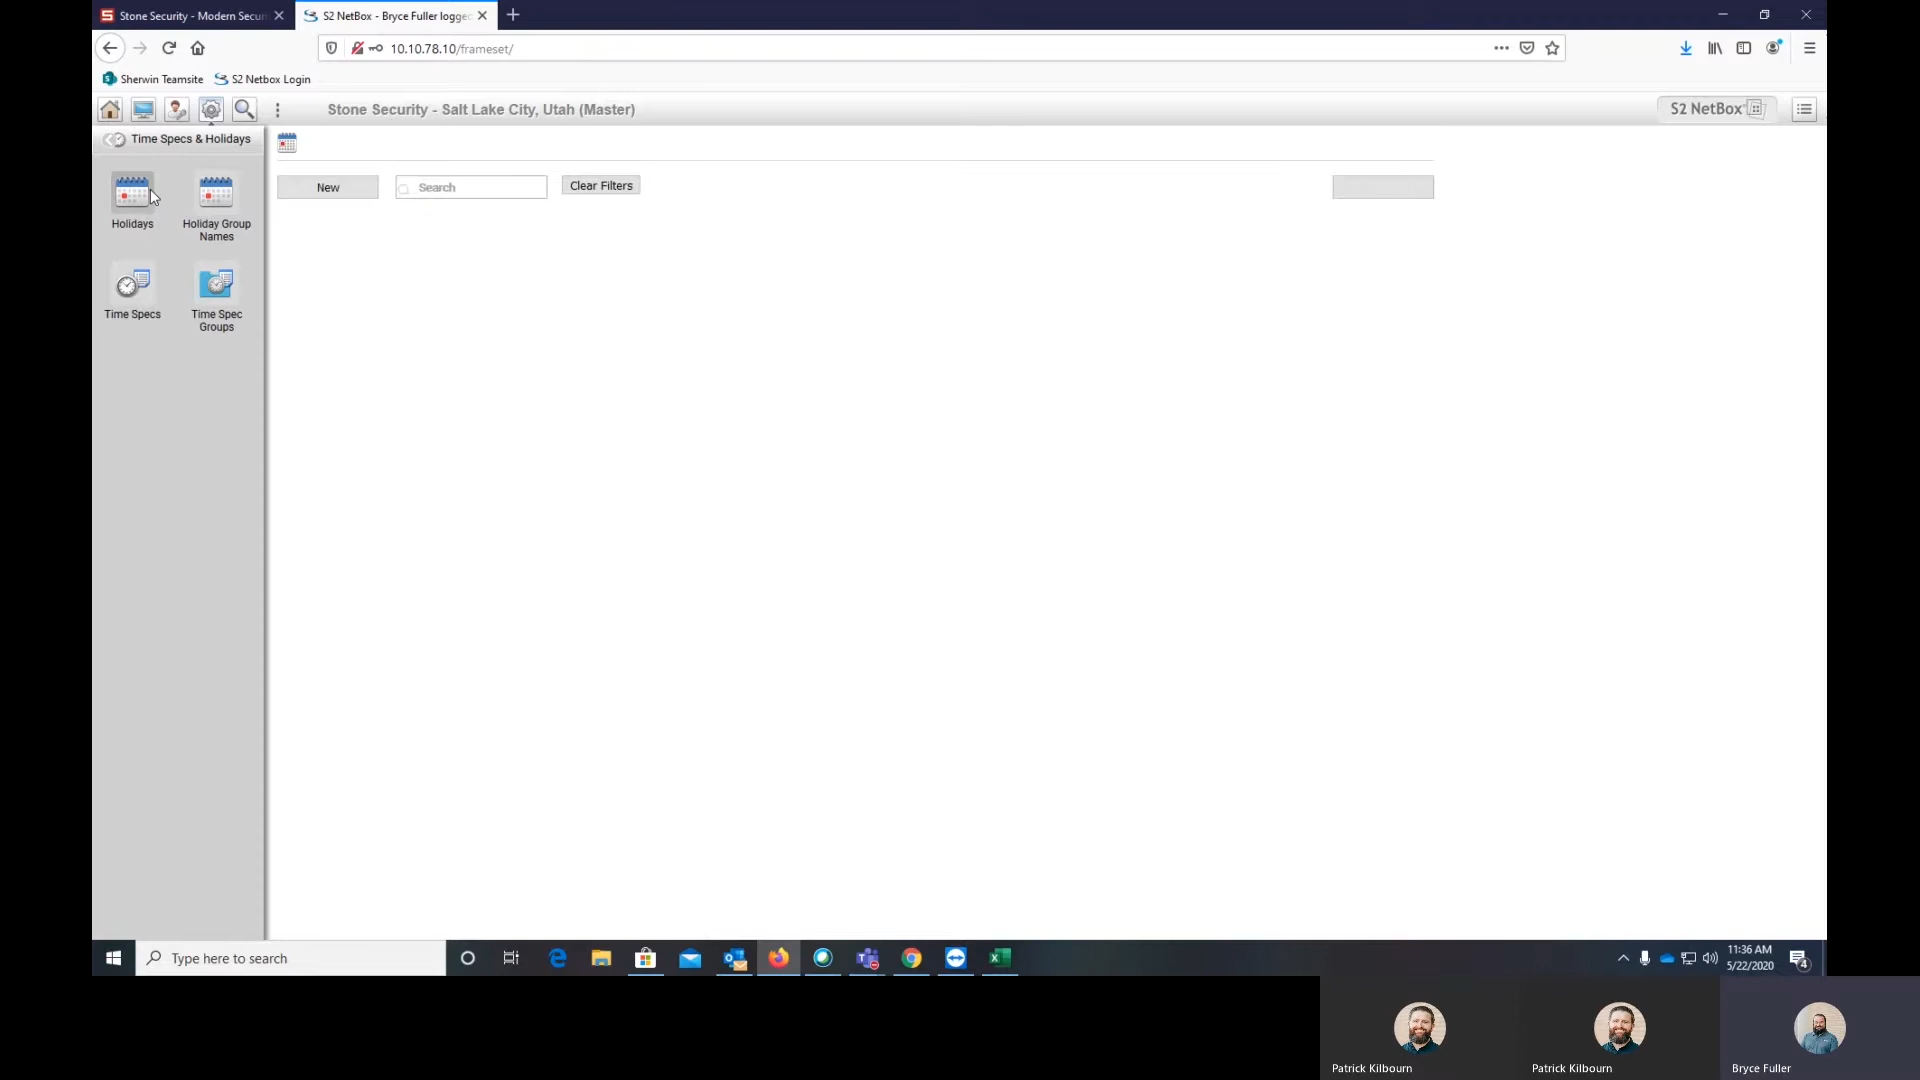 Stone Security - Modern Secu
S2 NetBox - Bryce Fuller logge
10.10.78.10/frameset/
Sherwin Teamsite
S2 Netbox Login
Stone Security - Salt Lake City, Utah (Master)
S2 NetBox
Time Specs & Holidays
New
Search
Clear Filters
Holidays
Holiday Group
Names
Time Specs
Time Spec
Groups
Type here to search
11:36 AM
5/22/2020
4
Patrick Kilbourn
Patrick Kilbourn
Bryce Fuller